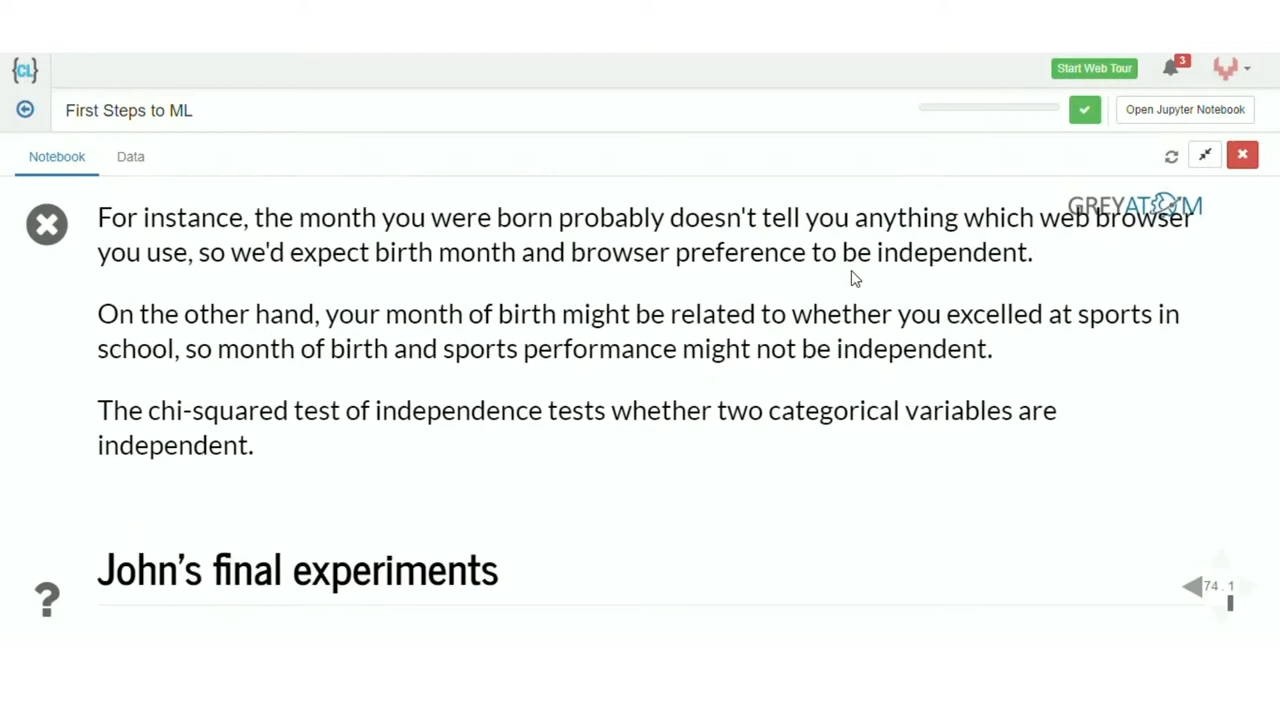 {CL}
Start Web Tour
3
First Steps to ML
Open Jupyter Notebook
Notebook
Data
GREYATOM
For instance, the month you were born probably doesn't tell you anything which web browser
you use, so we'd expect birth month and browser preference to be independent.
On the other hand, your month of birth might be related to whether you excelled at sports in
school, so month of birth and sports performance might not be independent.
The chi-squared test of independence tests whether two categorical variables are
independent.
John's final experiments
?
74.1